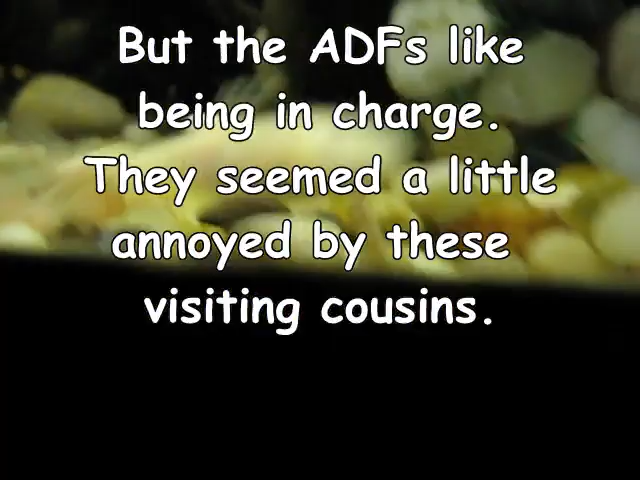 But the ADFs like
being in charge.
They seemed a little
annoyed by these
visiting cousins.